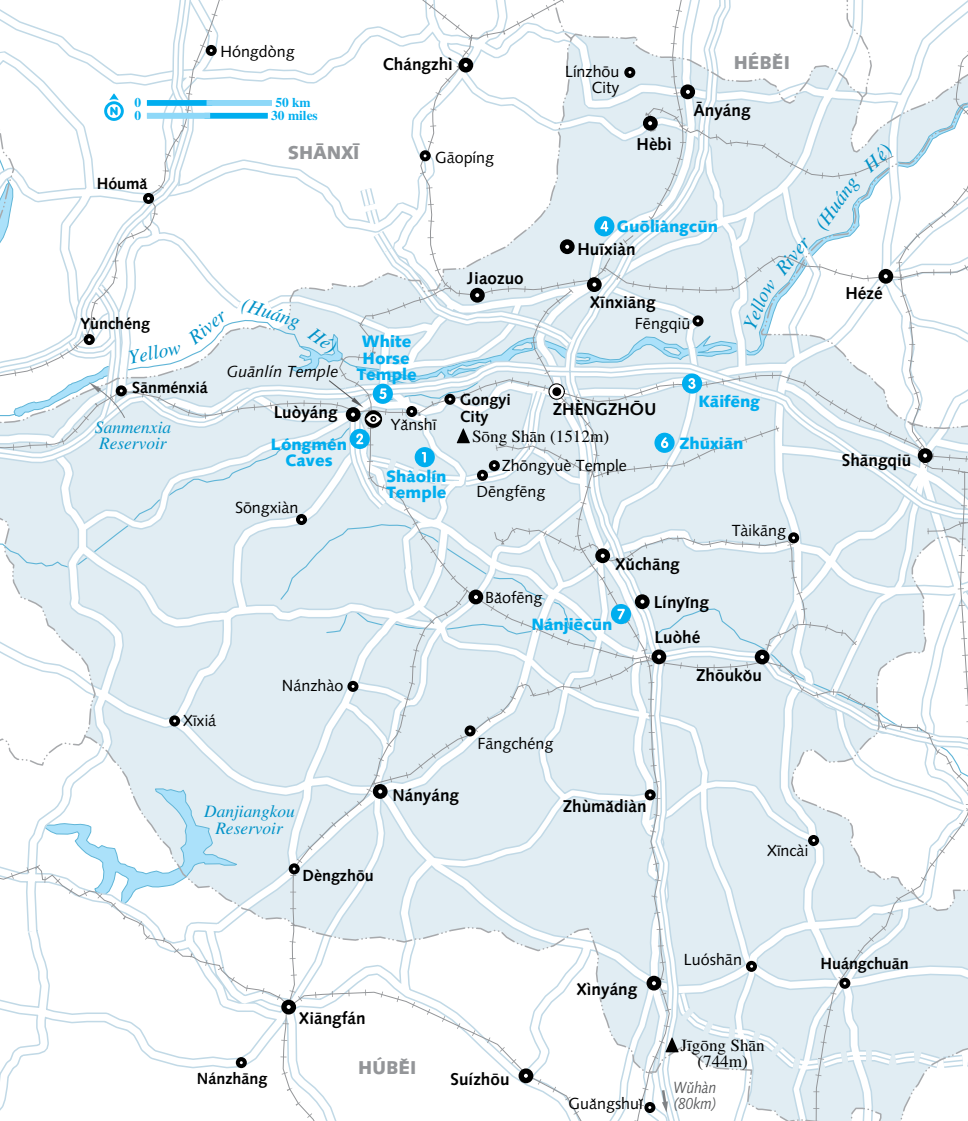 Hóngdòng
Chángzhì
Línzhōu
City
HÉBĚI
Ānyáng
N
0
50 km
0
30 miles
Hèbì
SHĀNXĪ
Gāopíng
Hóumǎ
Yellow River (Huáng Hé)
4
Guōliàngcūn
Huīxiàn
Jiaozuo
Xīnxiāng
Hézé
Fēngqiū
Yùnchéng
Yellow River (Huáng Hé)
White
Horse
Temple
5
Guānlín Temple
Sānménxiá
Sanmenxia
Reservoir
Luòyáng
Yǎnshī
Gongyi
City
ZHÈNGZHŌU
3
Kāifēng
Lóngmén
Caves
2
Sōng Shān (1512m)
6
Zhūxiān
1
Shàolín
Temple
Zhōngyuè Temple
Dēngfēng
Shāngqiū
Sōngxiàn
Tàikāng
Xǔchāng
Bǎofēng
Línyǐng
7
Nánjiēcūn
Luòhé
Zhōukǒu
Nánzhào
Xīxiá
Fāngchéng
Nányáng
Zhùmǎdiàn
Danjiangkou
Reservoir
Xīncài
Dèngzhōu
Luóshān
Huángchuān
Xìnyáng
Xiāngfán
Jīgōng Shān
(744m)
Nánzhāng
HÚBĚI
Suízhōu
Wǔhàn
(80km)
Guǎngshuǐ